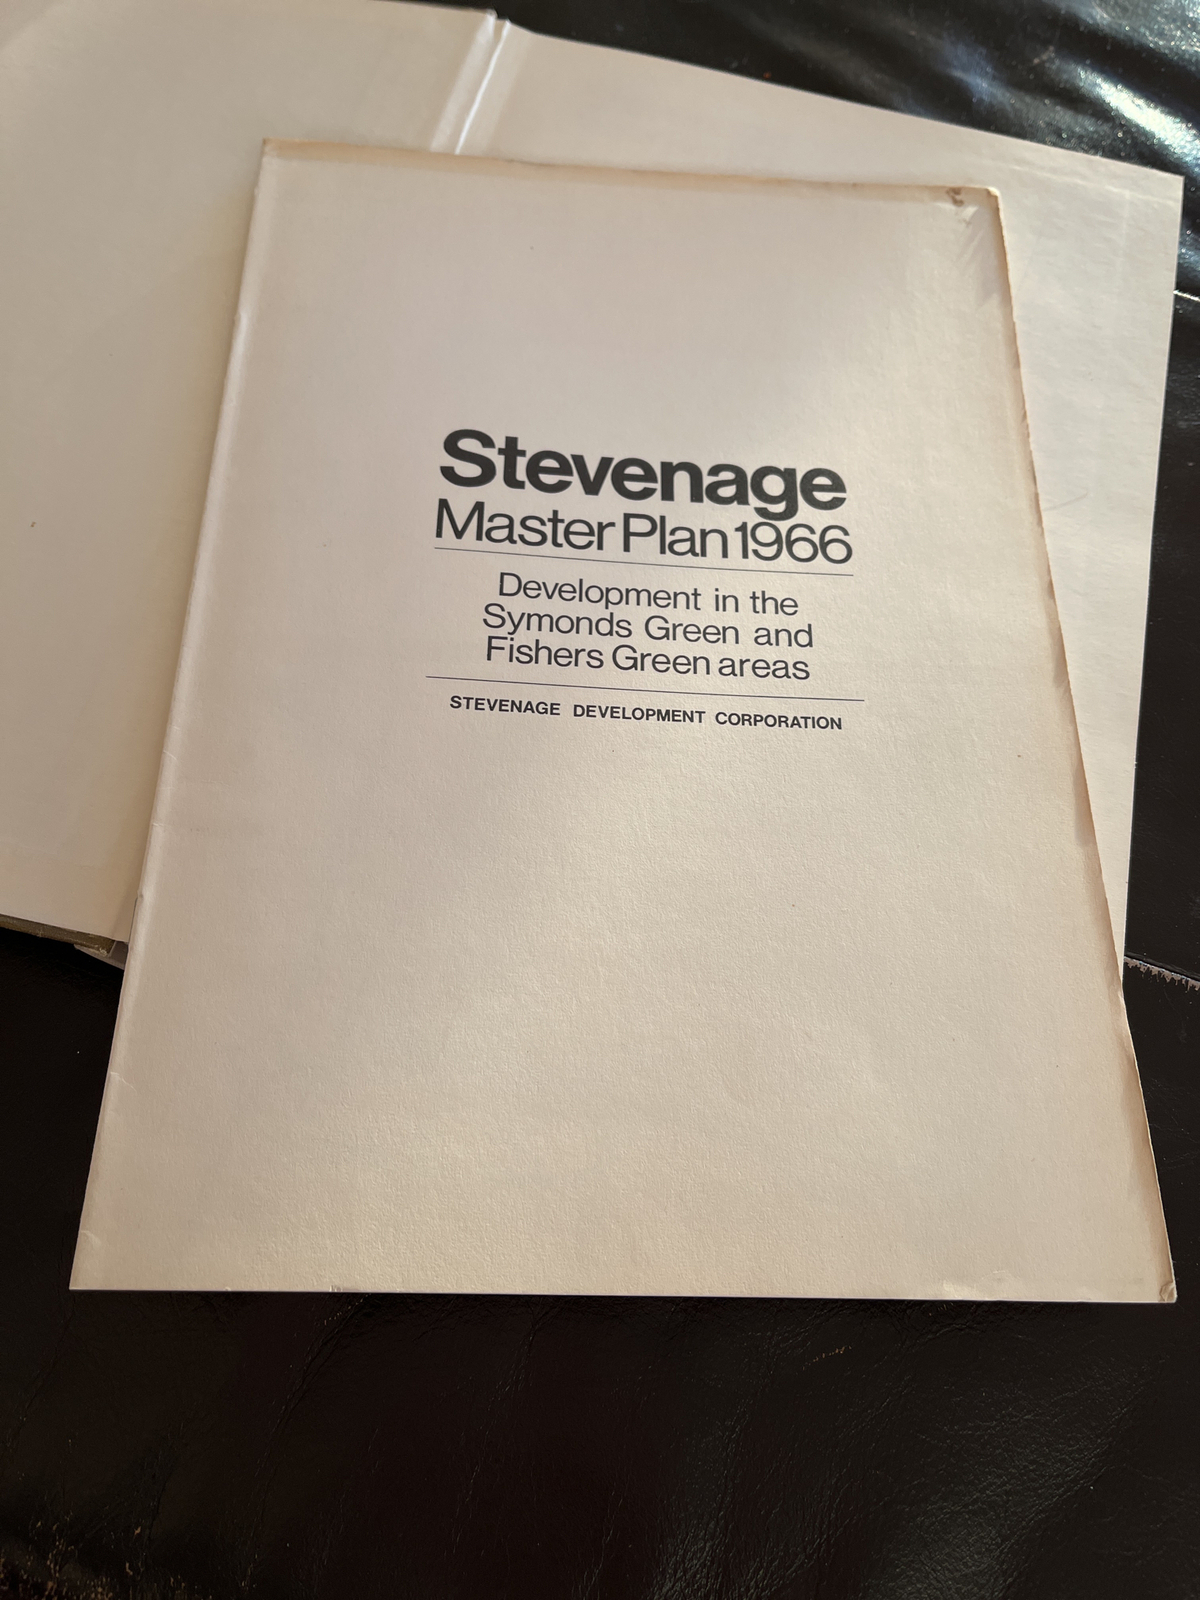 Stevenage
Master Plan 1966
Development in the
Symonds Green and
Fishers Green areas
STEVENAGE DEVELOPMENT CORPORATION